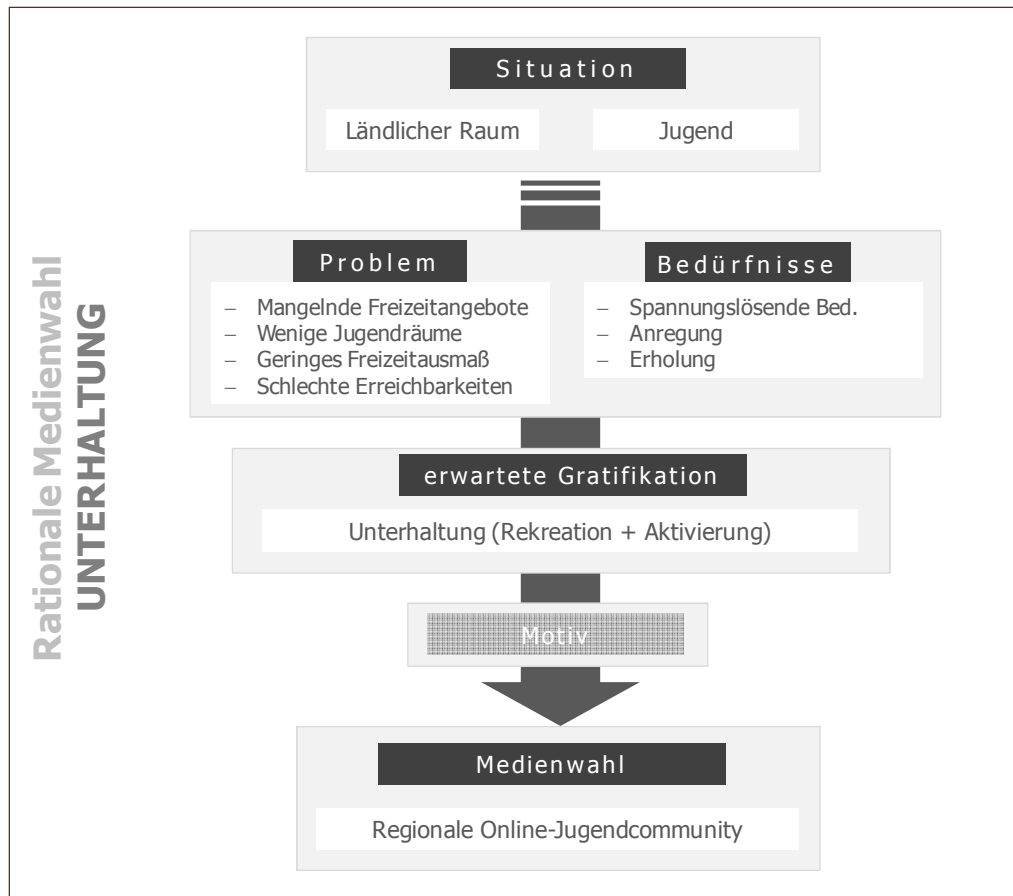 Rationale Medienwahl
UNTERHALTUNG
Situation
Ländlicher Raum
Jugend
Problem
– Mangelnde Freizeitangebote
– Wenige Jugendräume
– Geringes Freizeitausmaß
– Schlechte Erreichbarkeiten
Bedürfnisse
– Spannungslösende Bed.
– Anregung
– Erholung
erwartete Gratifikation
Unterhaltung (Rekreation + Aktivierung)
Motiv
Medienwahl
Regionale Online-Jugendcommunity